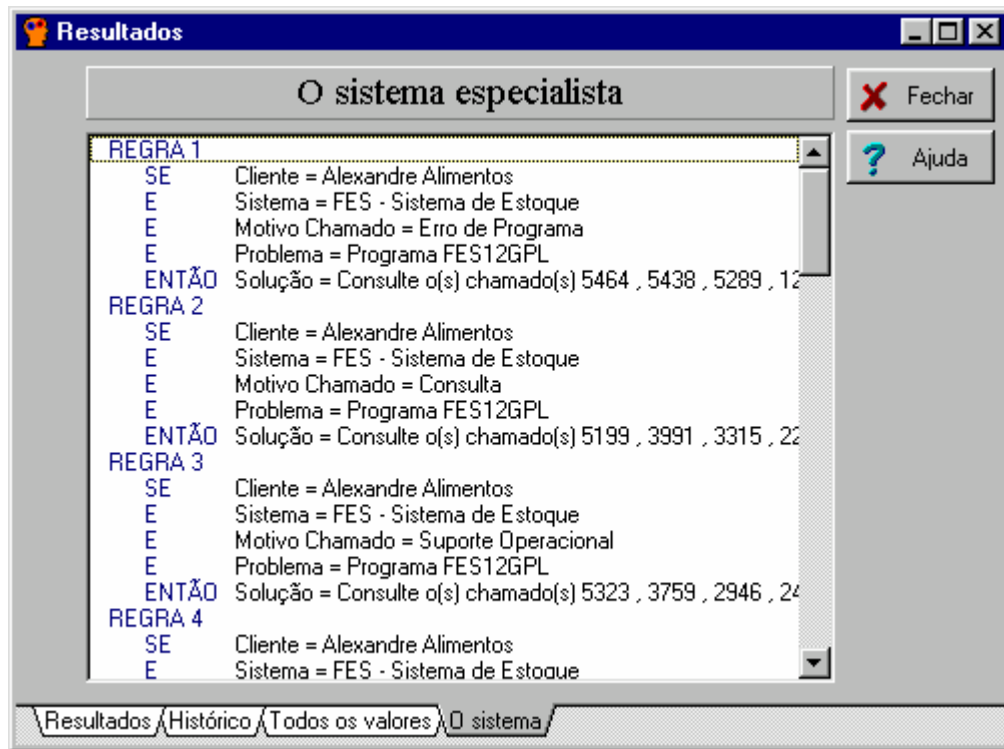 Resultados
O sistema especialista
Fechar
Ajuda
REGRA 1
SE Cliente = Alexandre Alimentos
E Sistema = FES - Sistema de Estoque
E Motivo Chamado = Erro de Programa
E Problema = Programa FES12GPL
ENTÃO Solução = Consulte o(s) chamado(s) 5464 , 5438 , 5289 , 12
REGRA 2
SE Cliente = Alexandre Alimentos
E Sistema = FES - Sistema de Estoque
E Motivo Chamado = Consulta
E Problema = Programa FES12GPL
ENTÃO Solução = Consulte o(s) chamado(s) 5199 , 3991 , 3315 , 22
REGRA 3
SE Cliente = Alexandre Alimentos
E Sistema = FES - Sistema de Estoque
E Motivo Chamado = Suporte Operacional
E Problema = Programa FES12GPL
ENTÃO Solução = Consulte o(s) chamado(s) 5323 , 3759 , 2946 , 24
REGRA 4
SE Cliente = Alexandre Alimentos
E Sistema = FES - Sistema de Estoque
Resultados Histórico Todos os valores O sistema